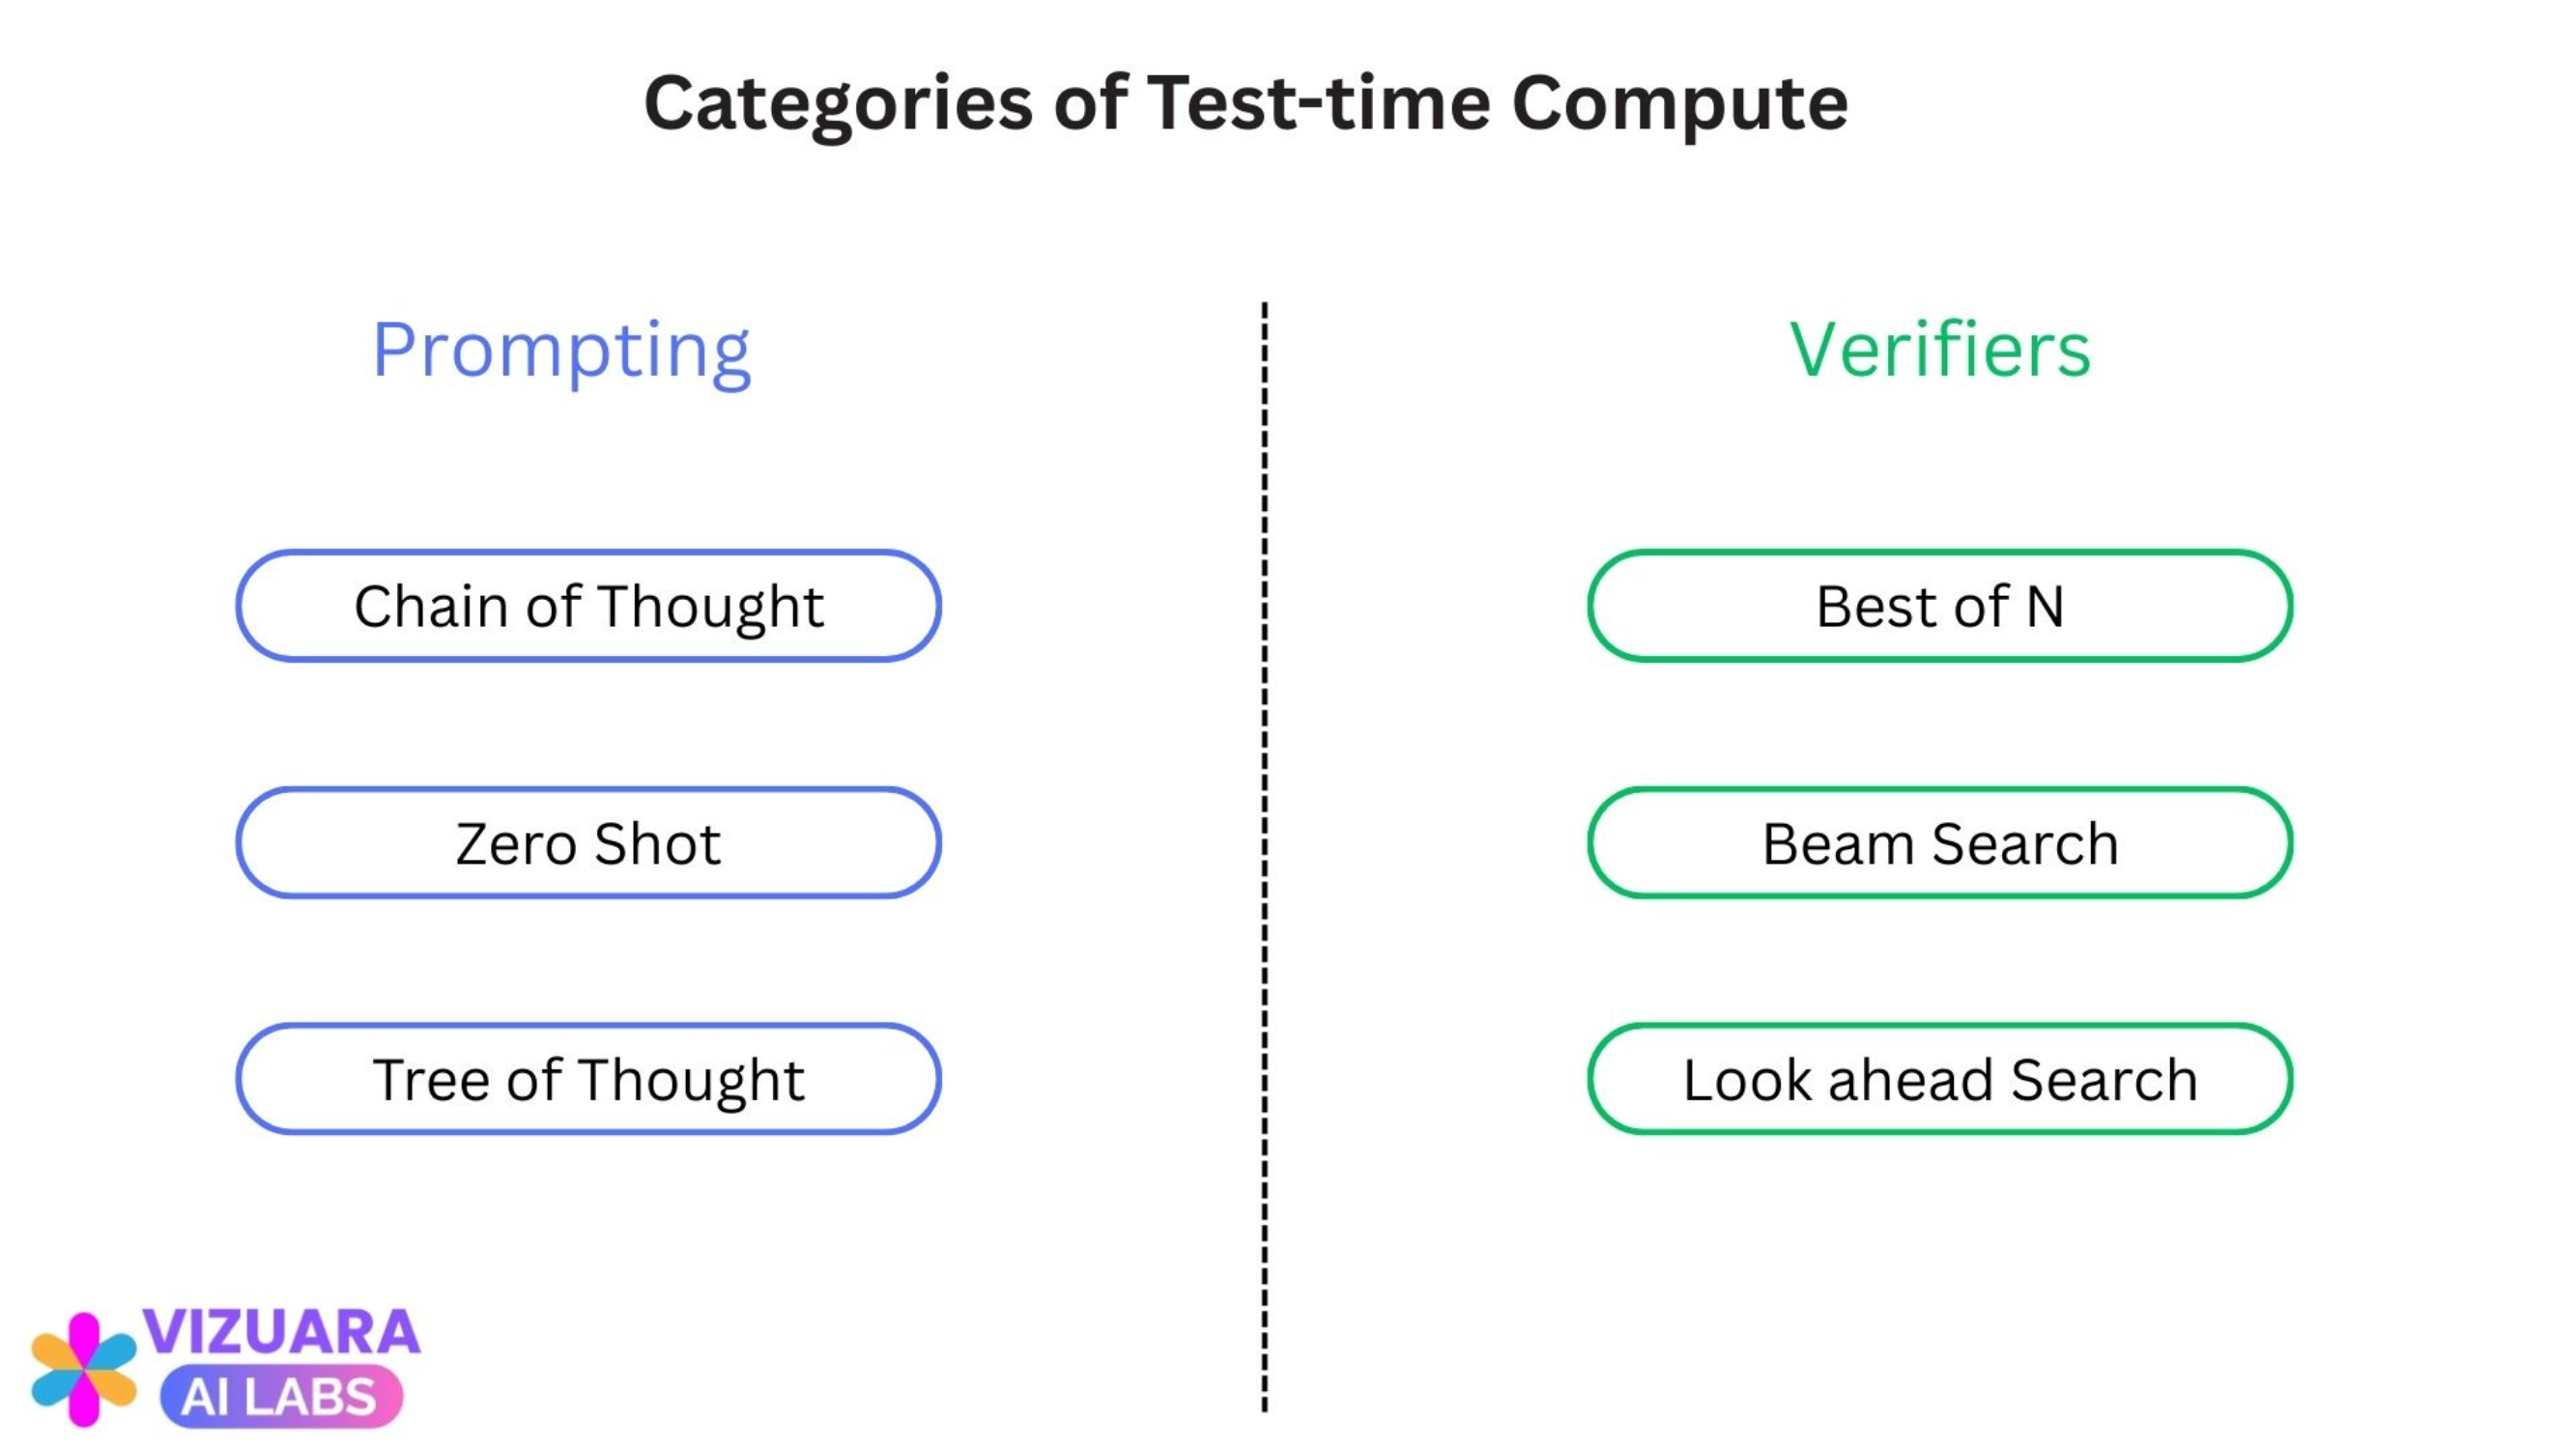 Categories of Test-time Compute
Prompting
Chain of Thought
Zero Shot
Tree of Thought
Verifiers
Best of N
Beam Search
Look ahead Search
VIZUARA
AI LABS